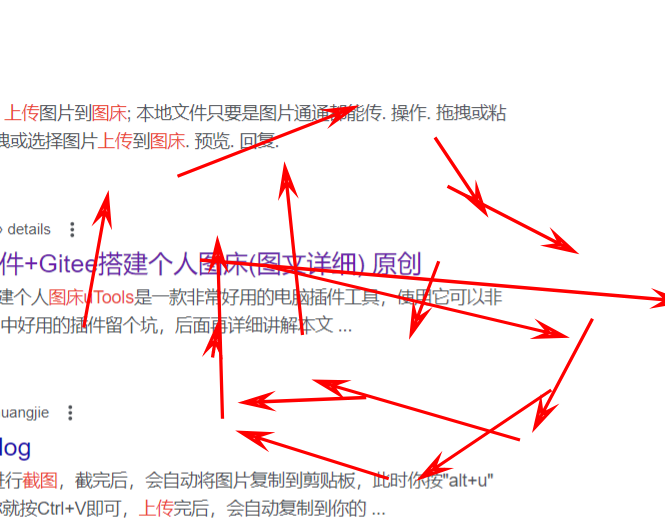 上传图片到图床; 本地文件只要是图片通通都能传. 操作. 拖拽或粘
拽或选择图片上传到图床. 预览. 回复.
› details
件+Gitee搭建个人图床(图文详细) 原创
建个人图床uTools是一款非常好用的电脑插件工具，使用它可以非
中好用的插件留个坑，后面再详细讲解本文 ...
uangjie
log
进行截图，截完后，会自动将图片复制到剪贴板，此时你按"alt+u"
就按Ctrl+V即可，上传完后，会自动复制到你的 ...